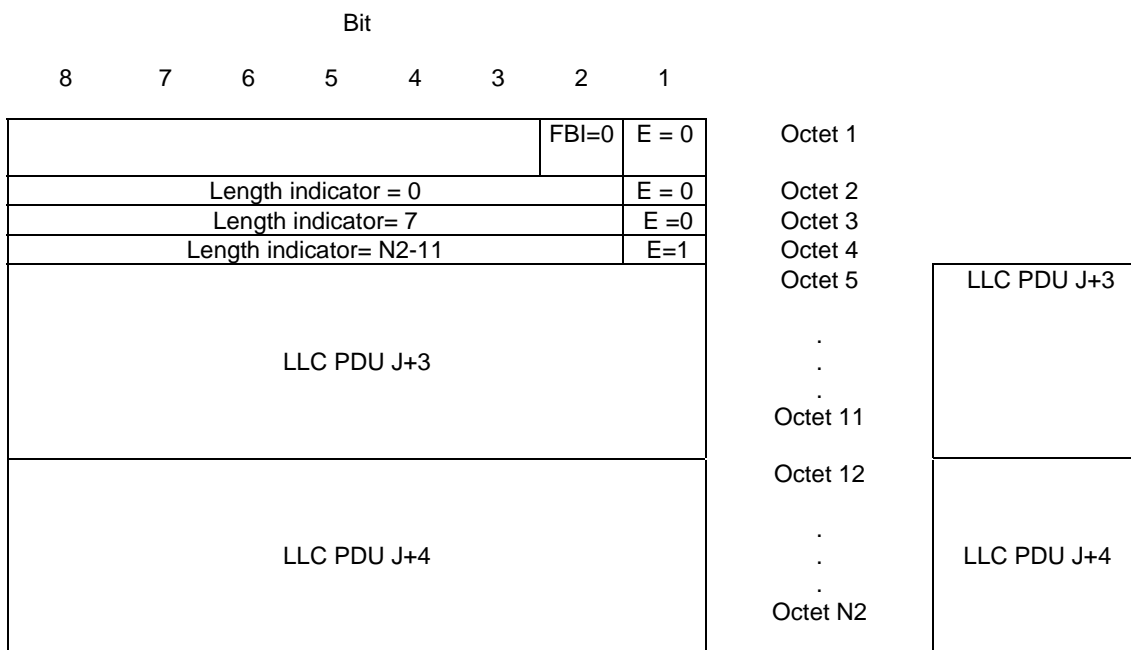 Bit
8 7 6 5 4 3 2 1
FBI=0 E = 0 Octet 1
Length indicator = 0 E = 0 Octet 2
Length indicator= 7 E =0 Octet 3
Length indicator= N2-11 E=1 Octet 4
Octet 5 LLC PDU J+3
.
LLC PDU J+3 .
.
Octet 11
Octet 12
.
LLC PDU J+4 . LLC PDU J+4
.
Octet N2